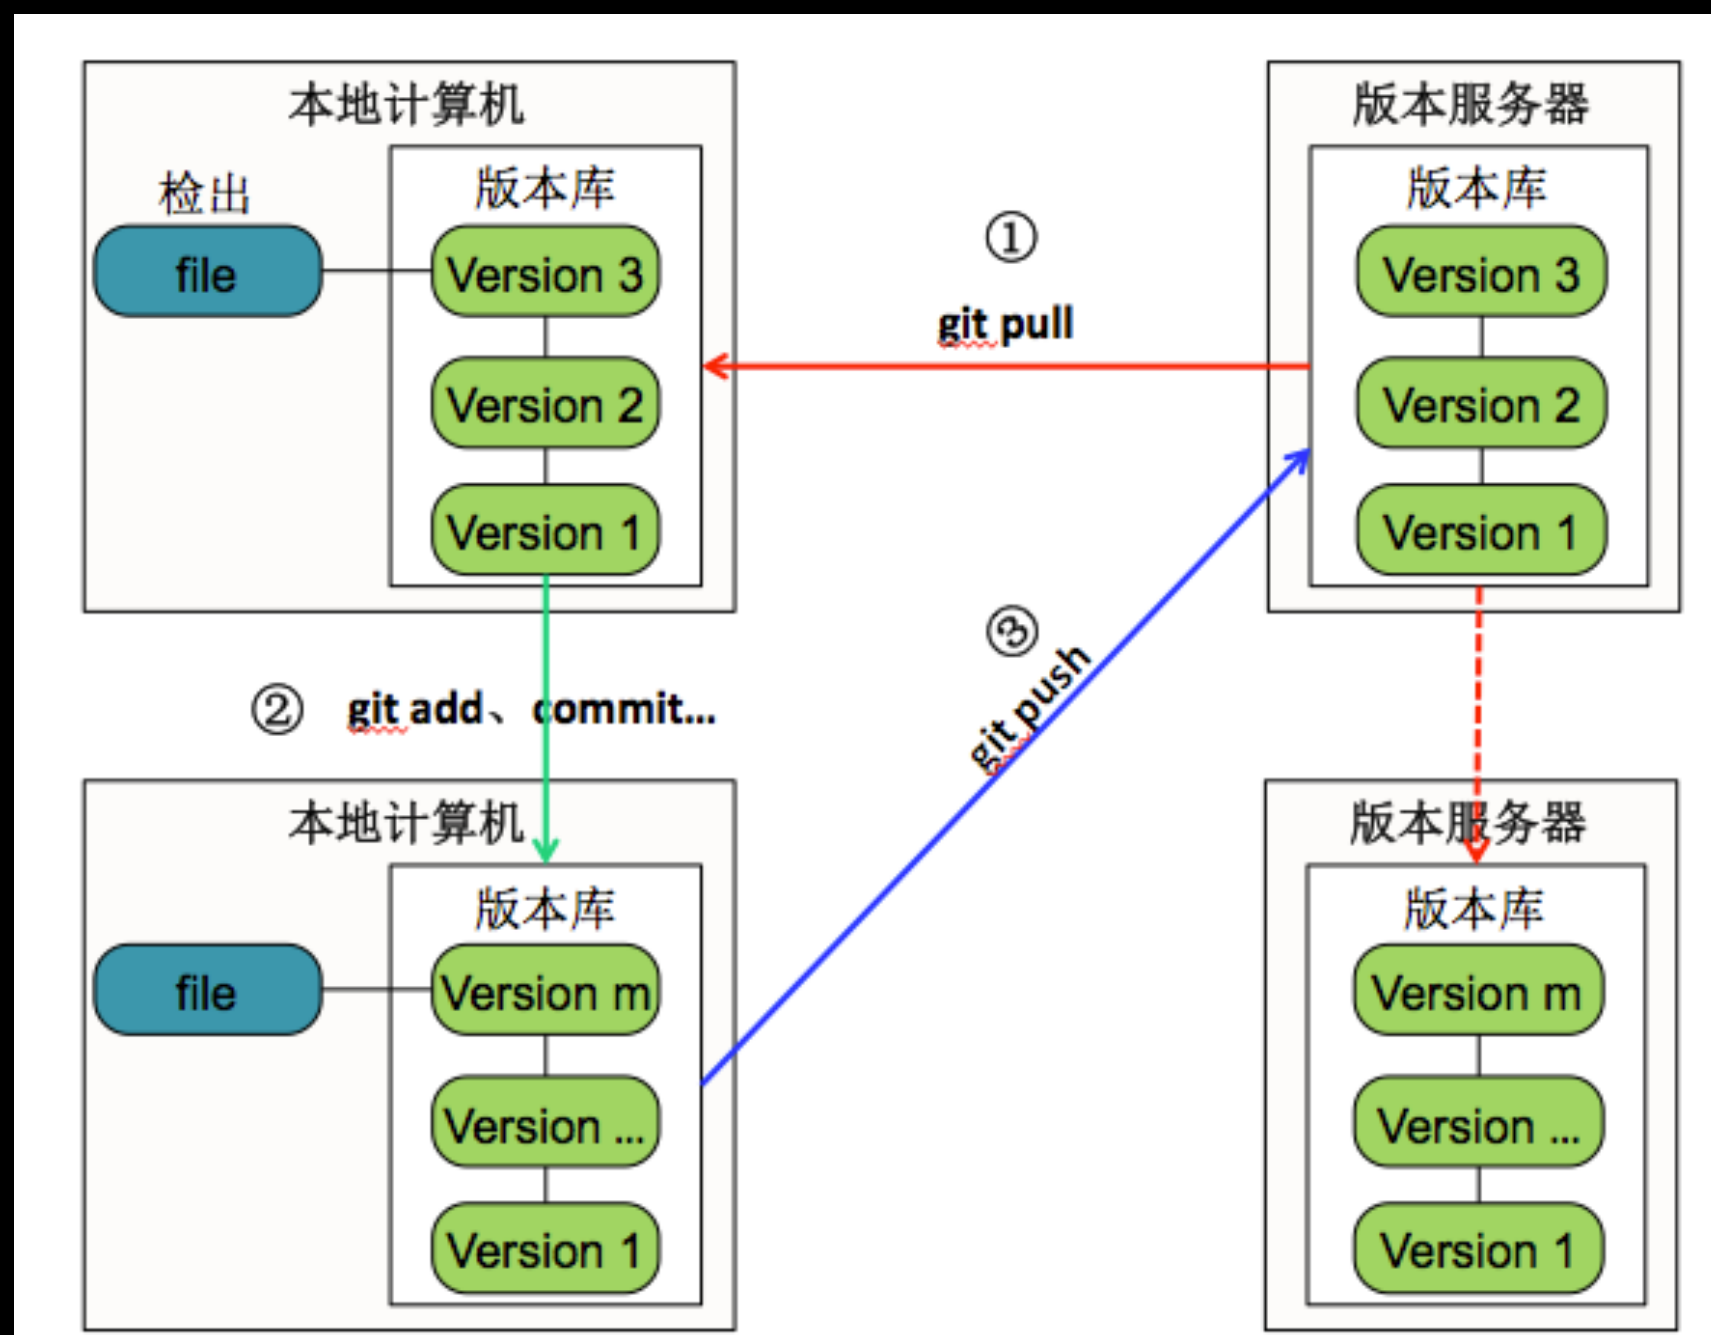 本地计算机
检出
file
版本库
Version 3
Version 2
Version 1
①
git pull
版本服务器
版本库
Version 3
Version 2
Version 1
② git add、commit...
③
git push
本地计算机
file
版本库
Version m
Version ...
Version 1
版本服务器
版本库
Version m
Version ...
Version 1